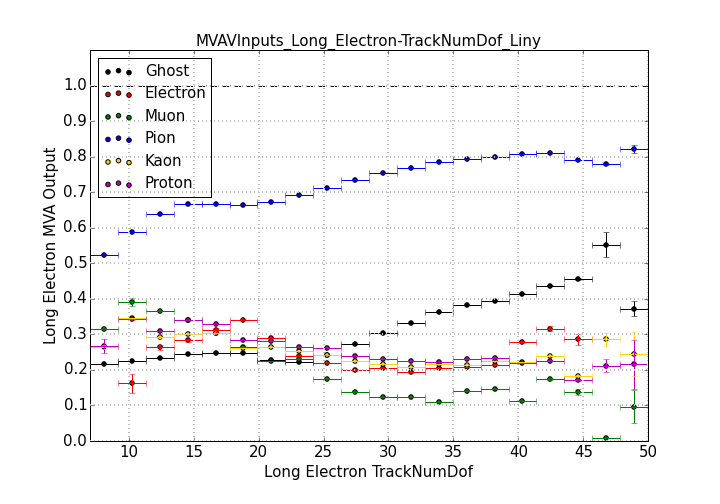 MVAVInputs_Long_Electron-TrackNumDof_Liny
Long Electron MVA Output
1.0
0.9
0.8
0.7
0.6
0.5
0.4
0.3
0.2
0.1
0.0
Ghost
Electron
Muon
Pion
Kaon
Proton
10 15 20 25 30 35 40 45 50
Long Electron TrackNumDof